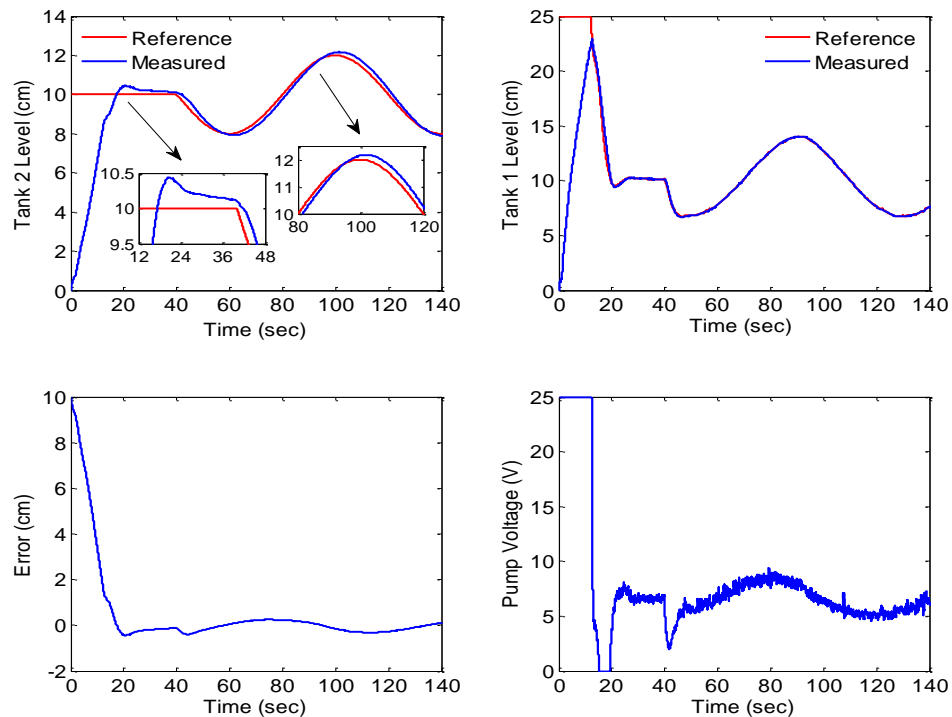 14
12
10
8
6
4
2
0
0 20 40 60 80 100 120 140
Tank 2 Level (cm)
Time (sec)
Reference
Measured
10.5
10
9.5
12 24 36 48
12
11
10
80 100 120
25
20
15
10
5
0
0 20 40 60 80 100 120 140
Tank 1 Level (cm)
Time (sec)
Reference
Measured
10
8
6
4
2
0
-2
0 20 40 60 80 100 120 140
Error (cm)
Time (sec)
25
20
15
10
5
0
0 20 40 60 80 100 120 140
Pump Voltage (V)
Time (sec)